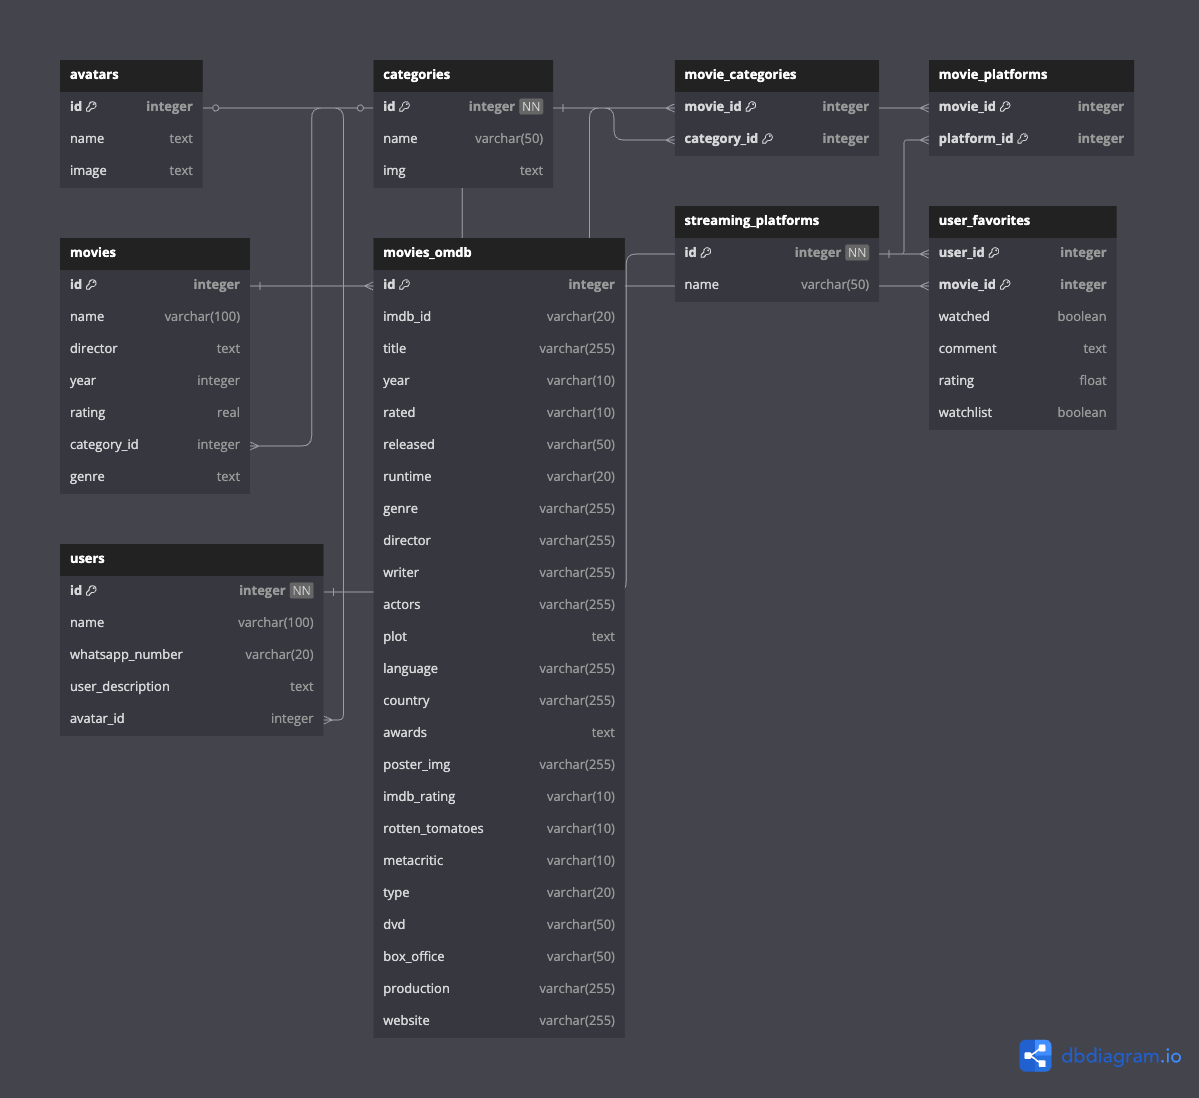 avatars
id integer
name text
image text
categories
id integer NN
name varchar(50)
img text
movie_categories
movie_id integer
category_id integer
movie_platforms
movie_id integer
platform_id integer
movies
id integer
name varchar(100)
director text
year integer
rating real
category_id integer
genre text
movies_omdb
id integer
imdb_id varchar(20)
title varchar(255)
year varchar(10)
rated varchar(10)
released varchar(50)
runtime varchar(20)
genre varchar(255)
director varchar(255)
writer varchar(255)
actors varchar(255)
plot text
language varchar(255)
country varchar(255)
awards text
poster_img varchar(255)
imdb_rating varchar(10)
rotten_tomatoes varchar(10)
metacritic varchar(10)
type varchar(20)
dvd varchar(50)
box_office varchar(50)
production varchar(255)
website varchar(255)
streaming_platforms
id integer NN
name varchar(50)
user_favorites
user_id integer
movie_id integer
watched boolean
comment text
rating float
watchlist boolean
users
id integer NN
name varchar(100)
whatsapp_number varchar(20)
user_description text
avatar_id integer
dbdiagram.io